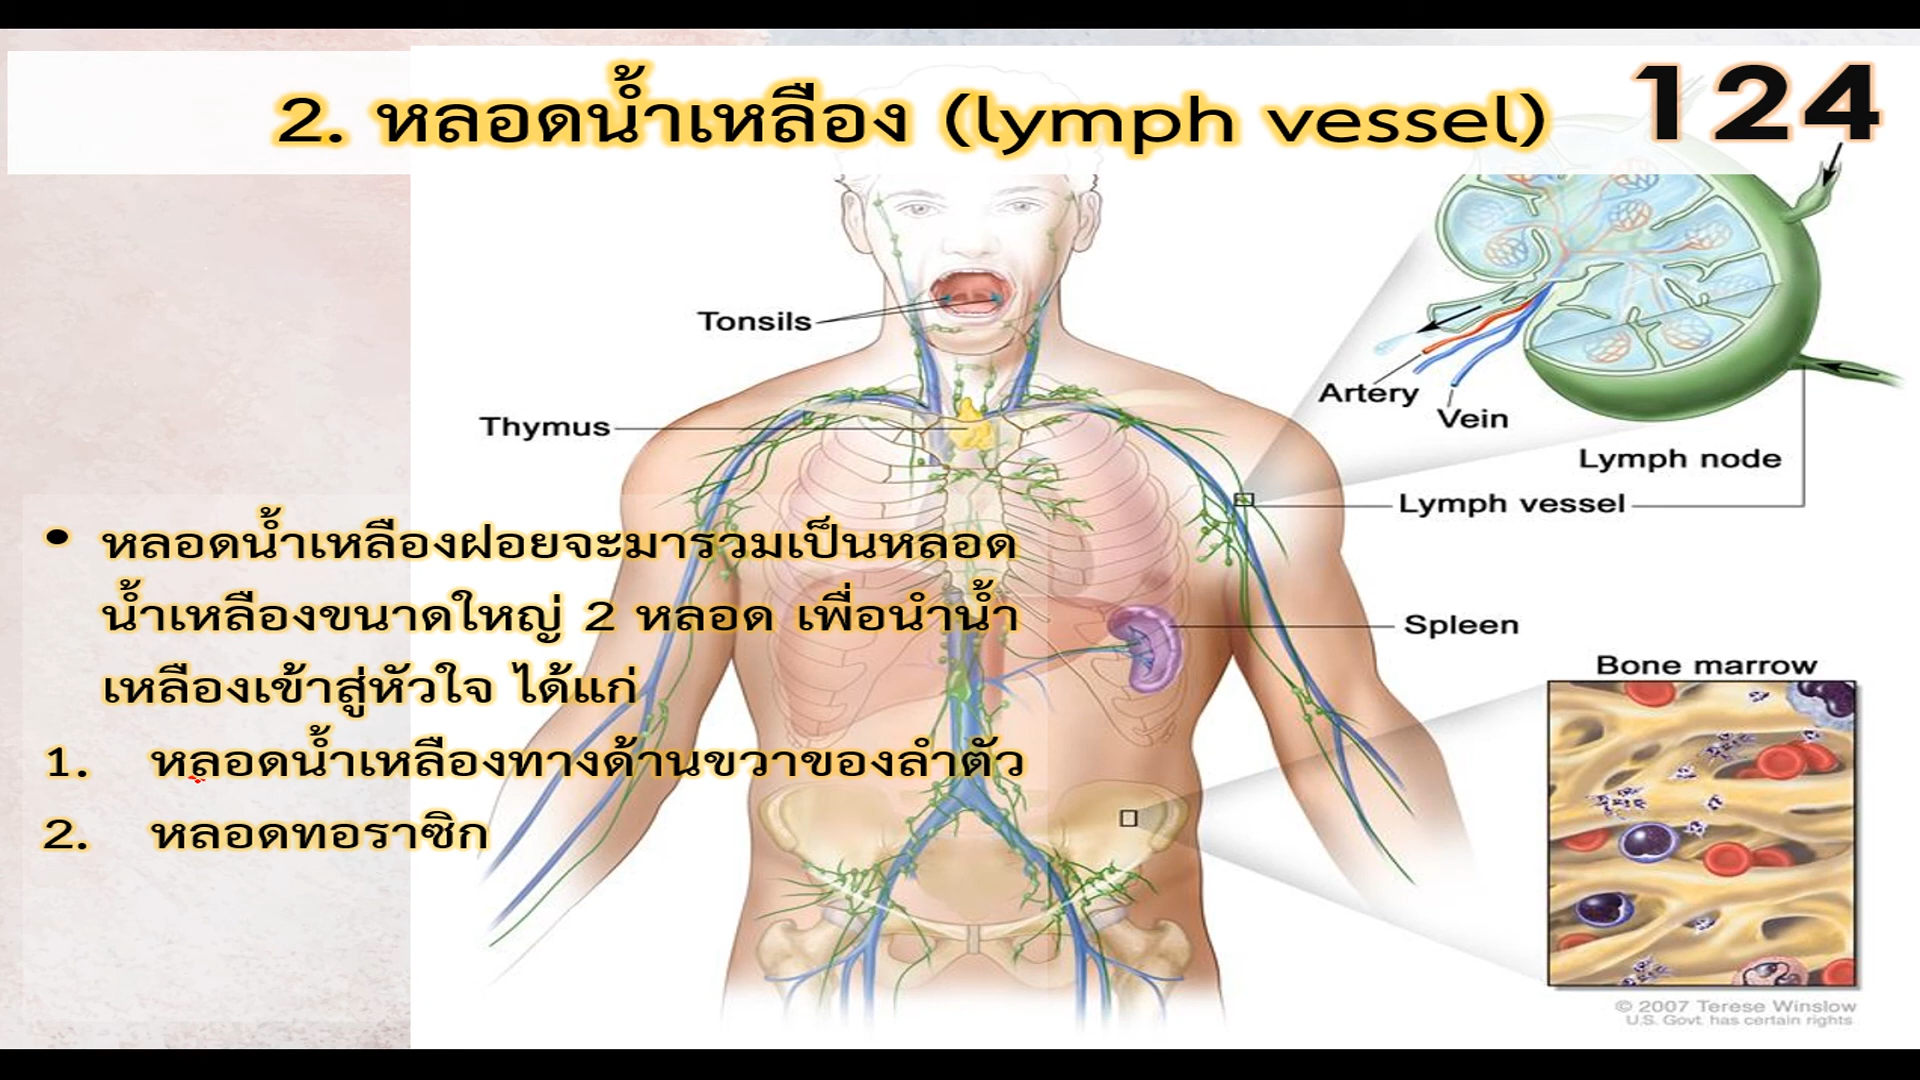 2. หลอดน้ำเหลือง (lymph vessel)
124
Tonsils
Thymus
Artery
Vein
Lymph node
Lymph vessel
Spleen
Bone marrow
• หลอดน้ำเหลืองฝอยจะมารวมเป็นหลอด
น้ำเหลืองขนาดใหญ่ 2 หลอด เพื่อนำน้ำ
เหลืองเข้าสู่หัวใจ ได้แก่
1. หลอดน้ำเหลืองทางด้านขวาของลำตัว
2. หลอดทอราซิก
© 2007 Terese Winslow
U.S. Govt. has certain rights